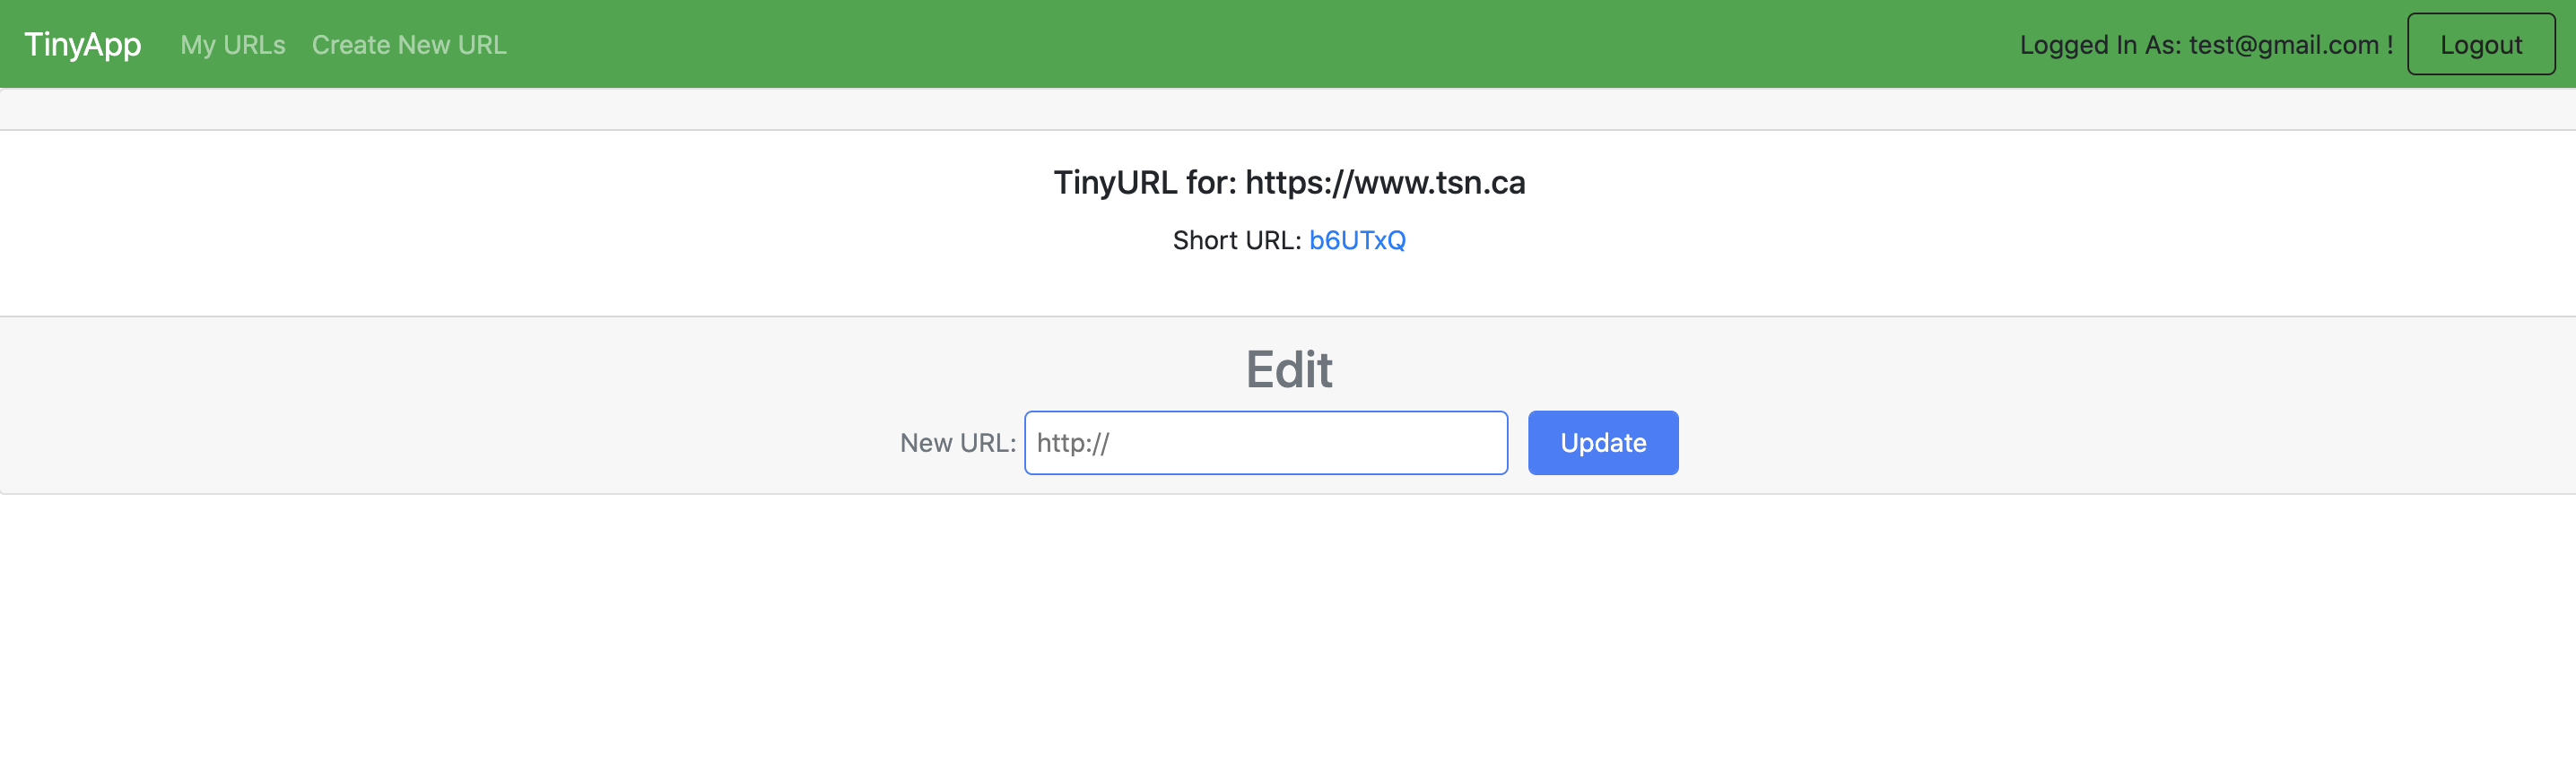 TinyApp My URLs Create New URL Logged In As: test@gmail.com ! Logout
TinyURL for: https://www.tsn.ca
Short URL: b6UTxQ
Edit
New URL: http:// Update